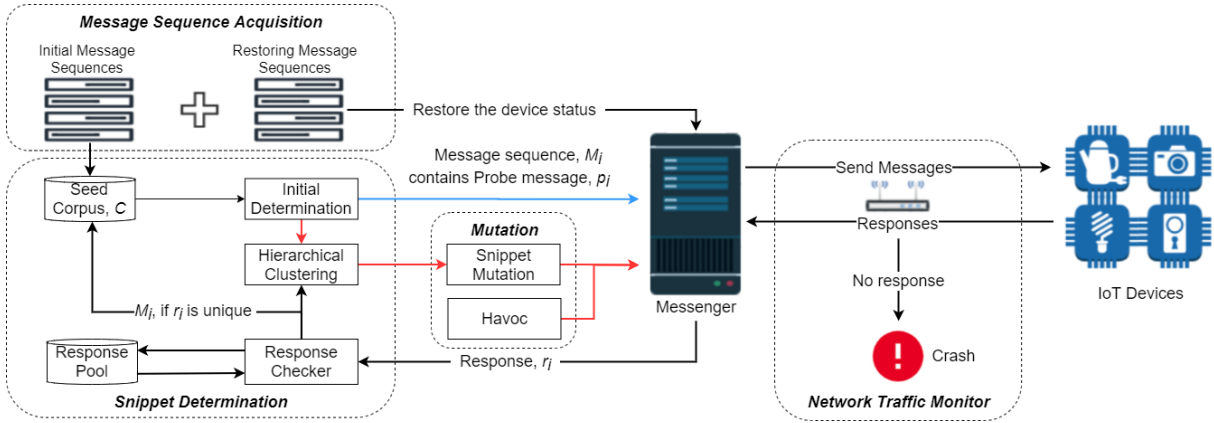 Message Sequence Acquisition
Initial Message
Sequences
Restoring Message
Sequences
Restore the device status
Message sequence, Mi
contains Probe message, pi
Seed
Corpus, C
Initial
Determination
Hierarchical
Clustering
Mi, if ri is unique
Response
Pool
Response
Checker
Snippet Determination
Mutation
Snippet
Mutation
Havoc
Response, ri
Messenger
Send Messages
Responses
No response
Crash
Network Traffic Monitor
IoT Devices